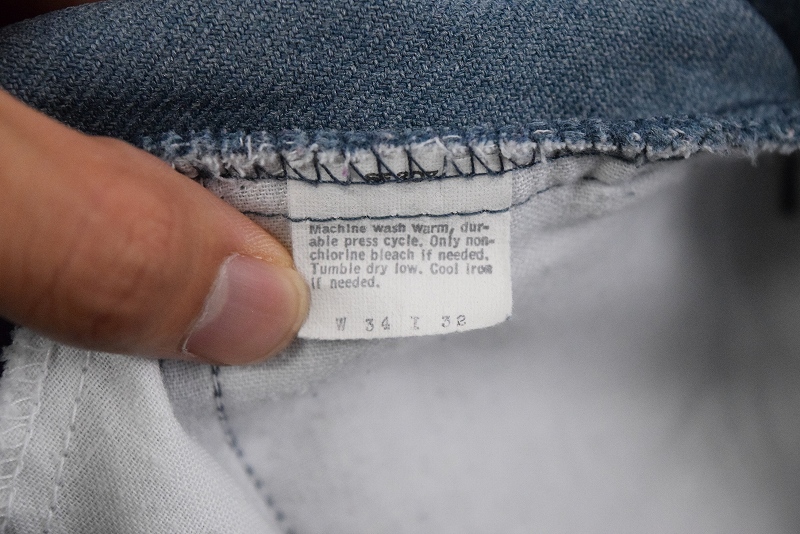 Machine wash warm, dur-
able press cycle. Only non-
chlorine bleach if needed.
Tumble dry low. Cool iron
if needed.
W 34 I 32